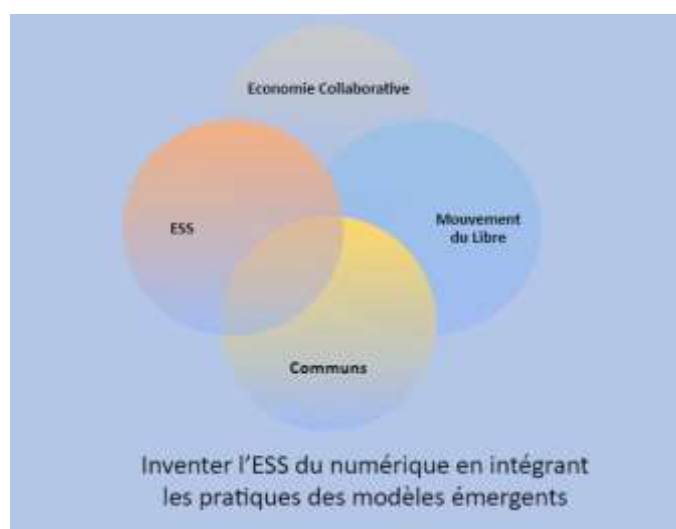 Economie Collaborative
ESS
Mouvement
du Libre
Communs
Inventer l’ESS du numérique en intégrant
les pratiques des modèles émergents